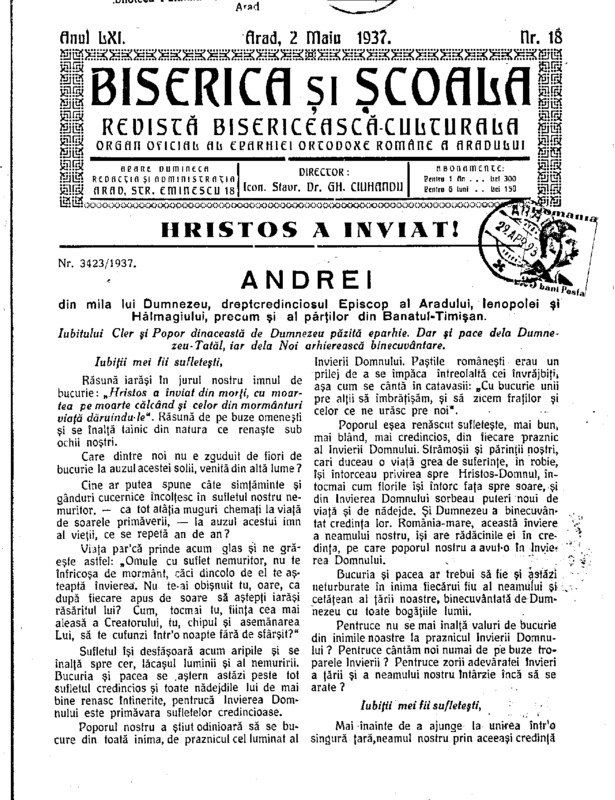 Arad
Anul LXI.
Arad, 2 Maiu 1937.
Nr. 18
BISERICA ȘI ȘCOALA
REVISTĂ BISERICEASCĂ-CULTURALĂ
ORGAN OFICIAL AL EPARHIEI ORTODOXE ROMÂNE A ARADULUI
APARE DUMINECA
REDACȚIA ȘI ADMINISTRAȚIA
ARAD, STR. EMINESCU 18
DIRECTOR:
Icon. Stavr. Dr. GH. CIUHANDU
ABONAMENTE:
Pentru 1 an . . . Lei 300
Pentru 6 luni . . Lei 150
HRISTOS A INVIAT!
Nr. 3423/1937.
ANDREI
din mila lui Dumnezeu, dreptcredinciosul Episcop al Aradului, Ienopolei și
Hălmagiului, precum și al părților din Banatul-Timișan.
Iubitului Cler și Popor dinaceastă de Dumnezeu păzită eparhie. Dar și pace dela Dumne-
zeu-Tatăl, iar dela Noi arhierească binecuvântare.
Iubiții mei fii sufletești,
Răsună iarăși în jurul nostru imnul de
bucurie: „Hristos a înviat din morți, cu moar-
tea pe moarte călcând și celor din mormânturi
viață dăruindu-le“. Răsună de pe buze omenești
și se înalță tainic din natura ce renaște sub
ochii noștri.
Care dintre noi nu e zguduit de fiori de
bucurie la auzul acestei solii, venită din altă lume?
Cine ar putea spune câte simțăminte și
gânduri cucernice încolțesc în sufletul nostru ne-
muritor. — ca tot atâția muguri chemați la viață
de soarele primăverii, — la auzul acestui imn
al vieții, ce se repetă an de an?
Viața par'că prinde acum glas și ne gră-
ește astfel: „Omule cu suflet nemuritor, nu te
înfricoșa de mormânt, căci dincolo de el te aș-
teaptă învierea. Nu te-ai obișnuit tu, oare, ca
după fiecare apus de soare să aștepți iarăși
răsăritul lui? Cum, tocmai tu, ființa cea mai
aleasă a Creatorului, tu, chipul și asemănarea
Lui, să te cufunzi într'o noapte fără de sfârșit?“
Sufletul își desfășoară acum aripile și se
înalță spre cer, lăcașul luminii și al nemuririi.
Bucuria și pacea se aștern astăzi peste tot
sufletul credincios și toate nădejdile lui de mai
bine renasc întinerite, pentrucă Invierea Dom-
nului este primăvara sufletelor credincioase.
Poporul nostru a știut odinioară să se bu-
cure din toată inima, de praznicul cel luminat al
Invierii Domnului. Paștile românești erau un
prilej de a se împăca întreolaltă cei învrăjbiți,
așa cum se cântă în catavasii: „Cu bucurie unii
pre alții să îmbrățișăm, și să zicem fraților și
celor ce ne urăsc pre noi“.
Poporul eșea renăscut sufletește, mai bun,
mai blând, mai credincios, din fiecare praznic
al Invierii Domnului. Strămoșii și părinții noștri,
cari duceau o viață grea de suferințe, în robie,
își întorceau privirea spre Hristos-Domnul, în-
tocmai cum florile își întorc fața spre soare, și
din Invierea Domnului sorbeau puteri noui de
viață și de nădejde. Și Dumnezeu a binecuvân-
tat credința lor. România-mare, această înviere
a neamului nostru, își are rădăcinile ei în cre-
dința, pe care poporul nostru a avut-o în Invie-
rea Domnului.
Bucuria și pacea ar trebui să fie și astăzi
neturburate în inima fiecărui fiu al neamului și
cetățean al țării noastre, binecuvântată de Dum-
nezeu cu toate bogățiile lumii.
Pentruce nu se mai înalță valuri de bucurie
din inimile noastre la praznicul Invierii Domnu-
lui? Pentruce cântăm noi numai de pe buze tro-
parele Invierii? Pentruce zorii adevăratei învieri
a țării și a neamului nostru întârzie încă să se
arate?
Iubiții mei fii sufletești,
Mai înainte de a ajunge la unirea într'o
singură țară, neamul nostru prin aceeași credință